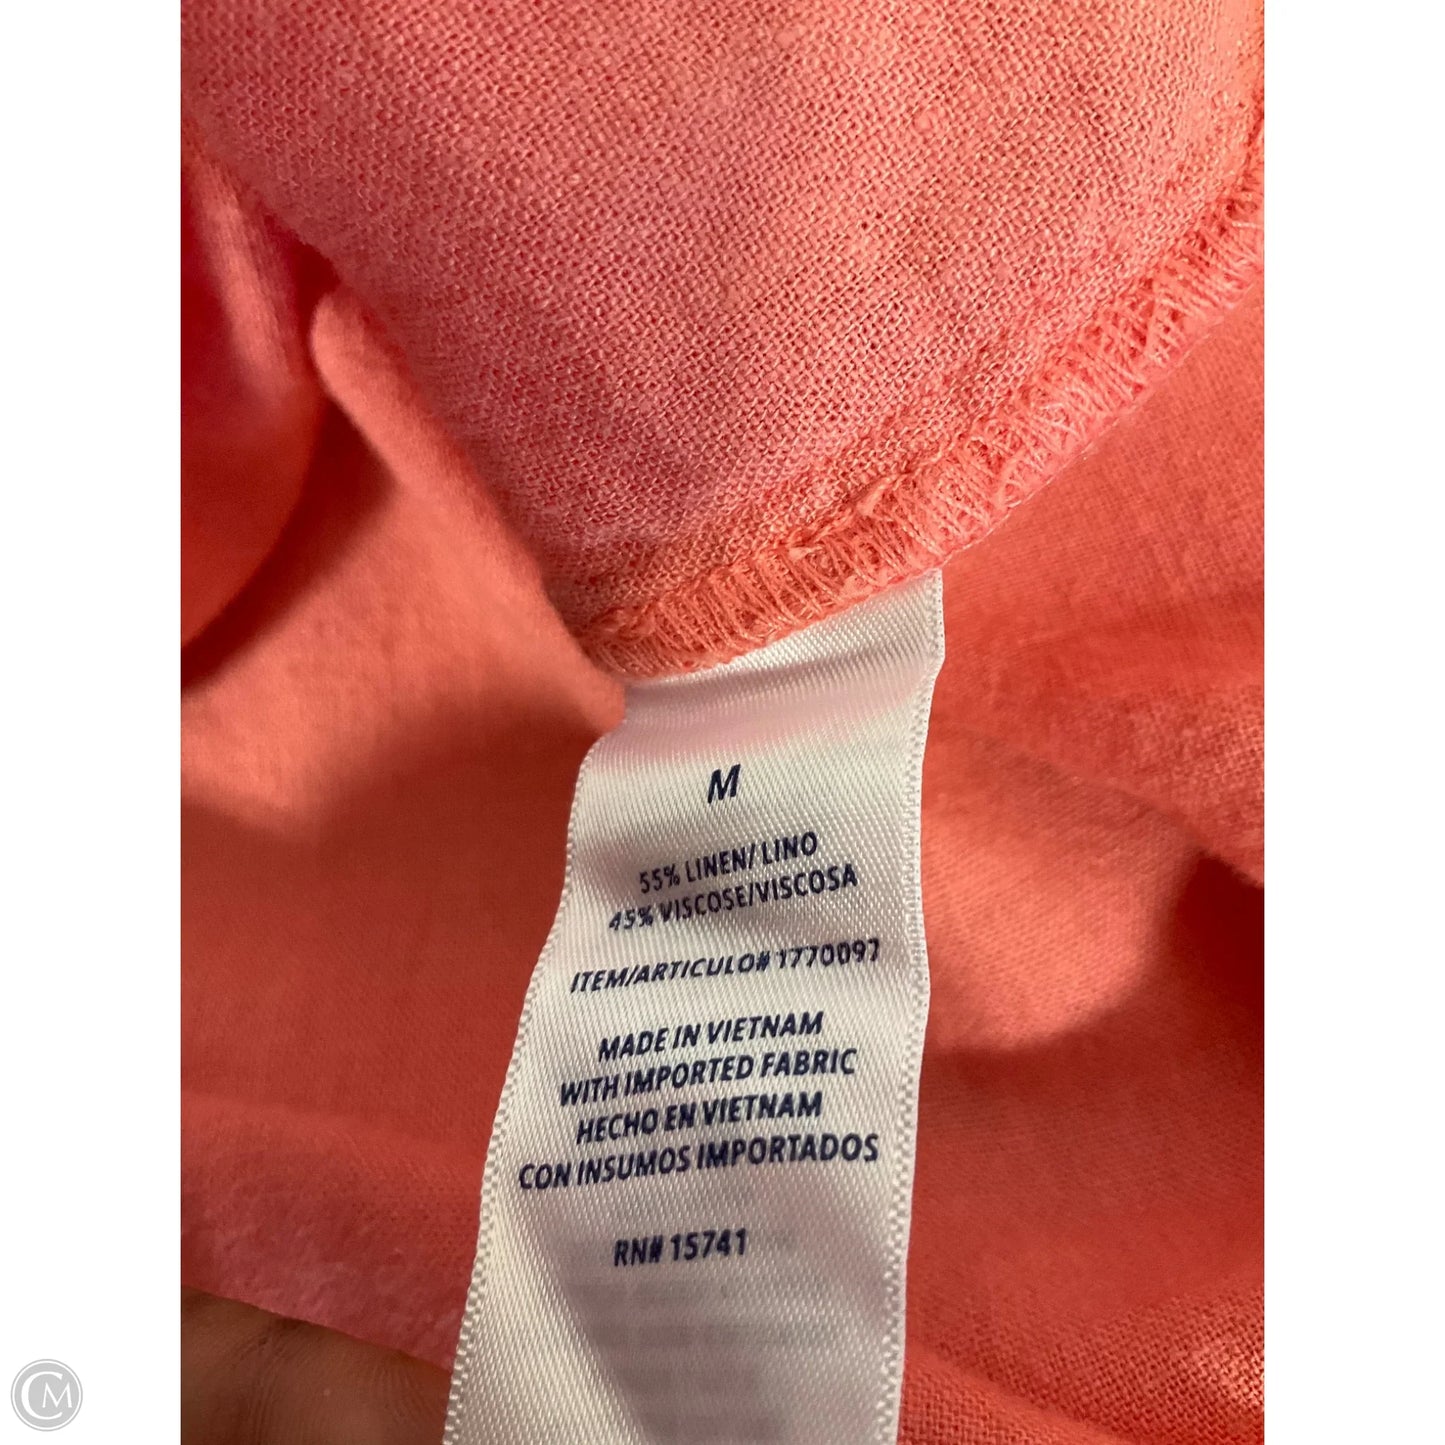 M
55% LINEN/ LINO
45% VISCOSE/VISCOSA
ITEM/ARTICULO# 1770097
MADE IN VIETNAM
WITH IMPORTED FABRIC
HECHO EN VIETNAM
CON INSUMOS IMPORTADOS
RN# 15741
CM